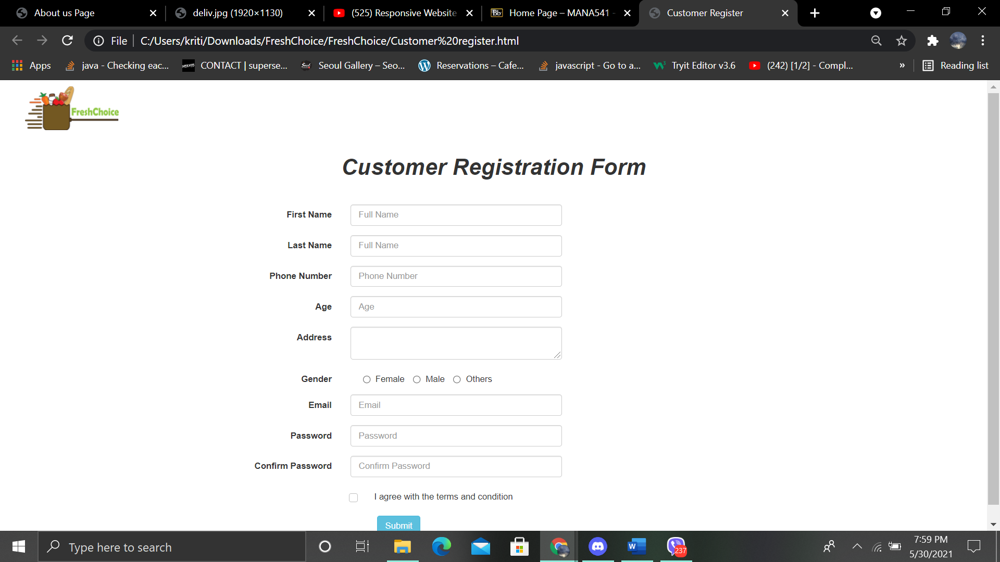 About us Page
deliv.jpg (1920×1130)
(525) Responsive Website
Home Page – MANA541 -
Customer Register
File
C:/Users/kriti/Downloads/FreshChoice/FreshChoice/Customer%20register.html
Apps
java - Checking eac...
CONTACT | superse...
Seoul Gallery – Seo...
Reservations – Cafe...
javascript - Go to a...
Tryit Editor v3.6
(242) [1/2] - Compl...
»
Reading list
FreshChoice
Customer Registration Form
First Name
Full Name
Last Name
Full Name
Phone Number
Phone Number
Age
Age
Address
Gender
Female
Male
Others
Email
Email
Password
Password
Confirm Password
Confirm Password
I agree with the terms and condition
Submit
Type here to search
237
7:59 PM
5/30/2021